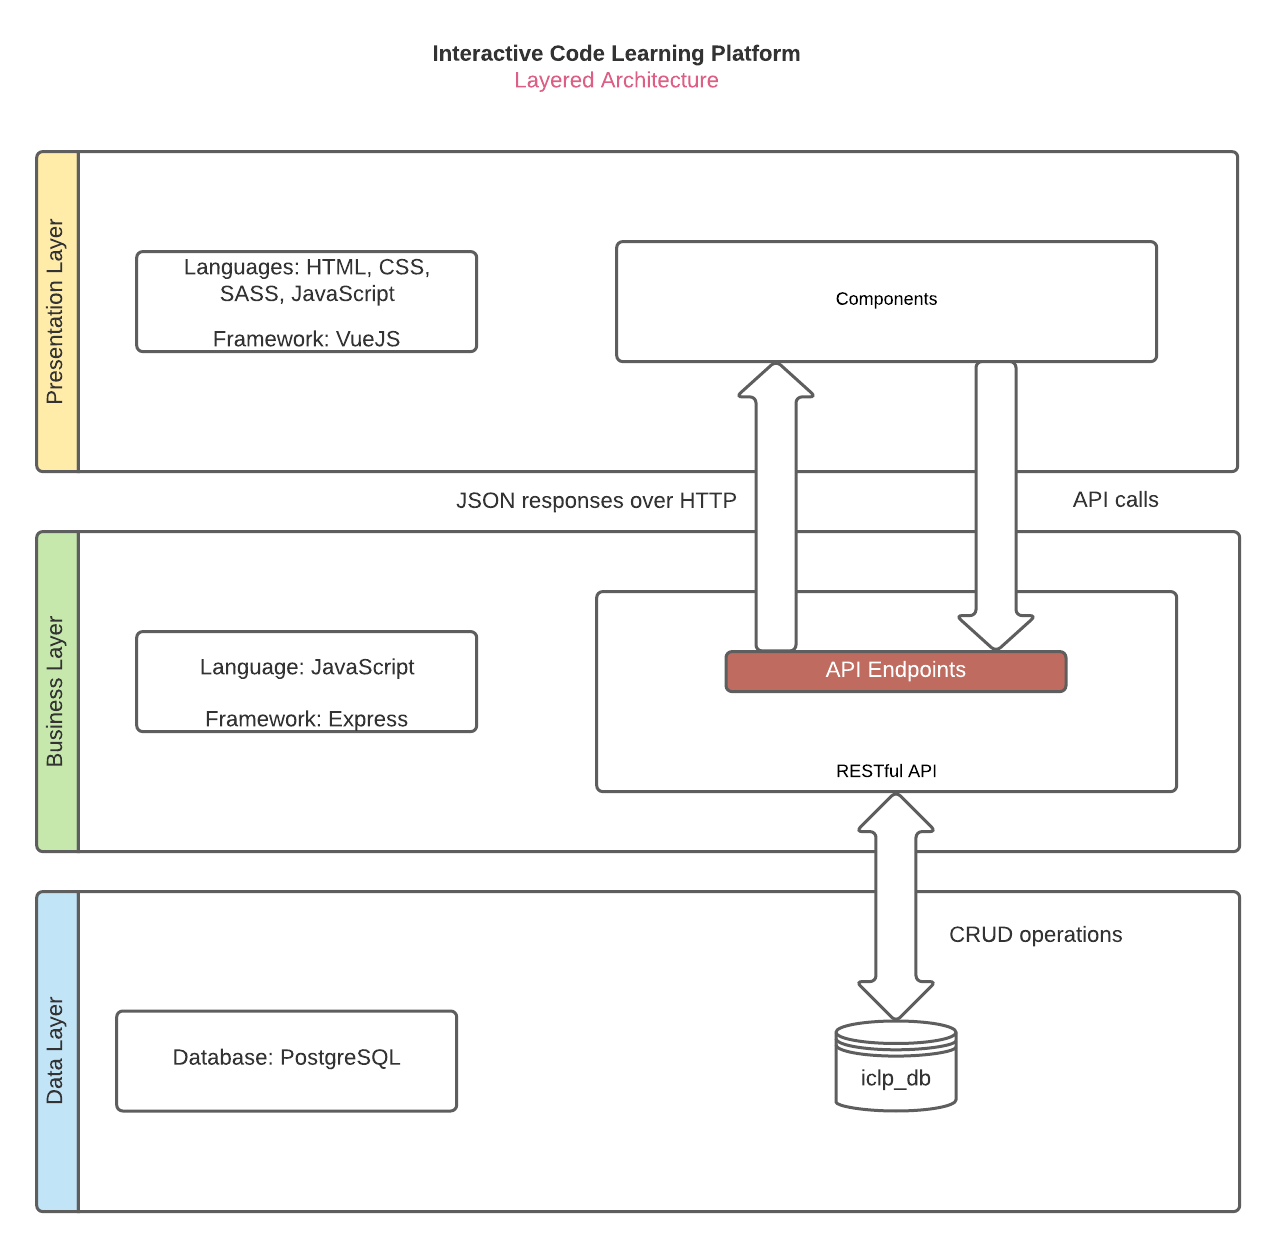 Interactive Code Learning Platform
Layered Architecture
Presentation Layer
Languages: HTML, CSS,
SASS, JavaScript
Framework: VueJS
Components
JSON responses over HTTP
API calls
Business Layer
Language: JavaScript
Framework: Express
API Endpoints
RESTful API
CRUD operations
Data Layer
Database: PostgreSQL
iclp_db